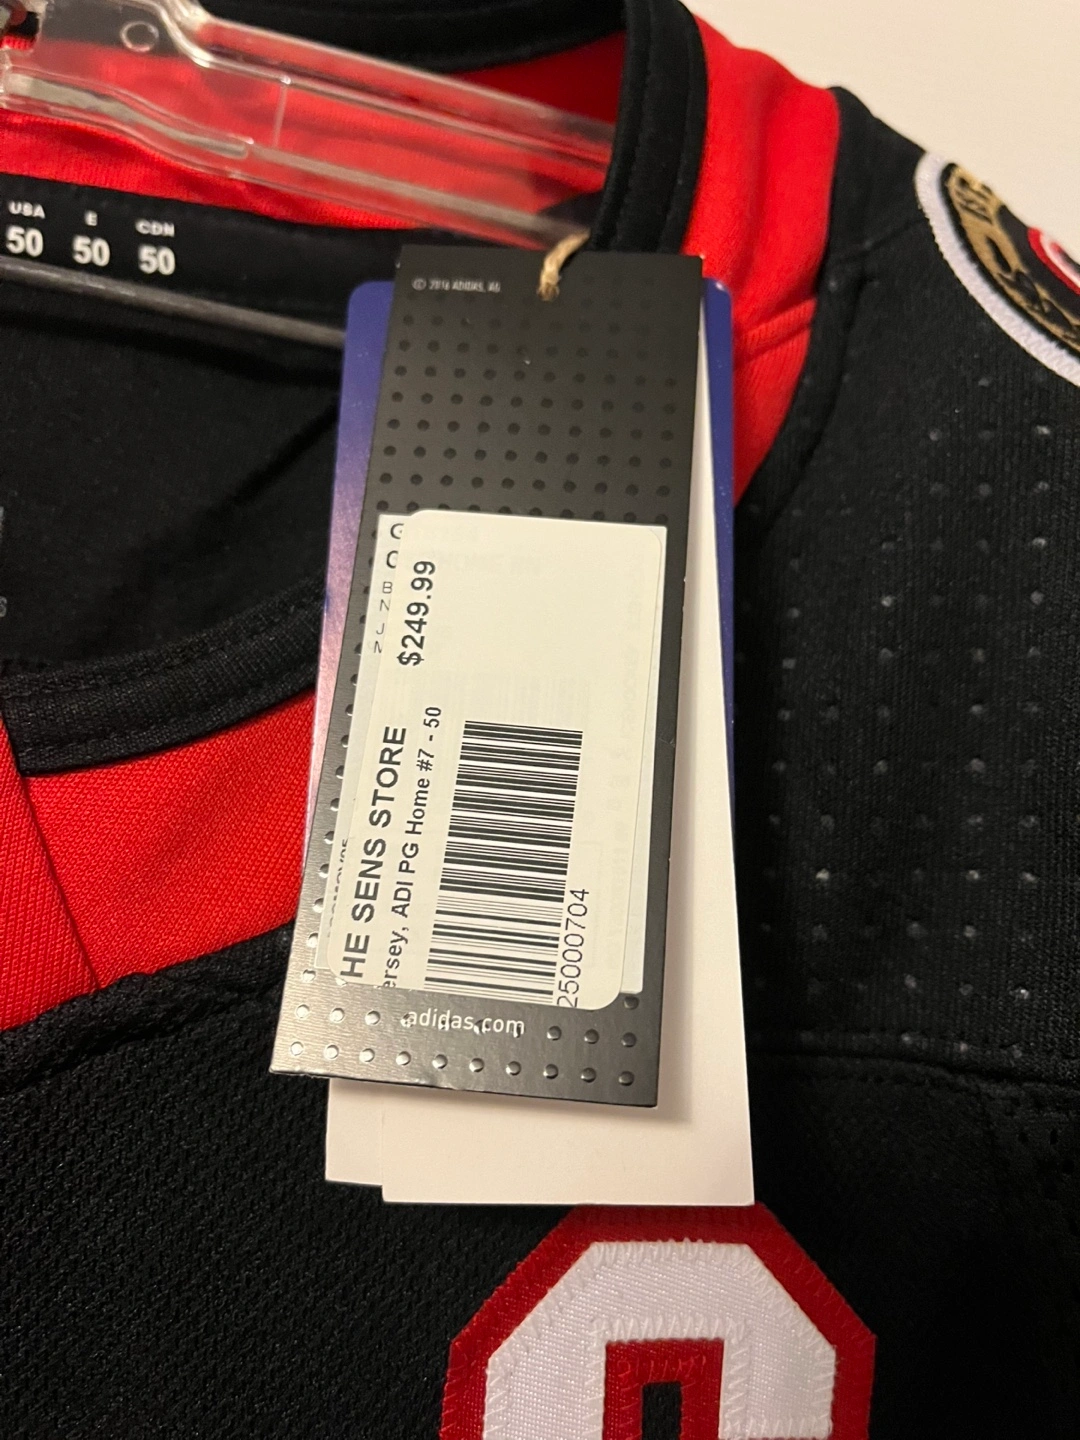 USA E CDN
50 50 50
© 2016 ADIDAS, AG
G
C
B
N
J
N
$249.99
HE SENS STORE
ersey, ADI PG Home #7 - 50
25000704
adidas.com